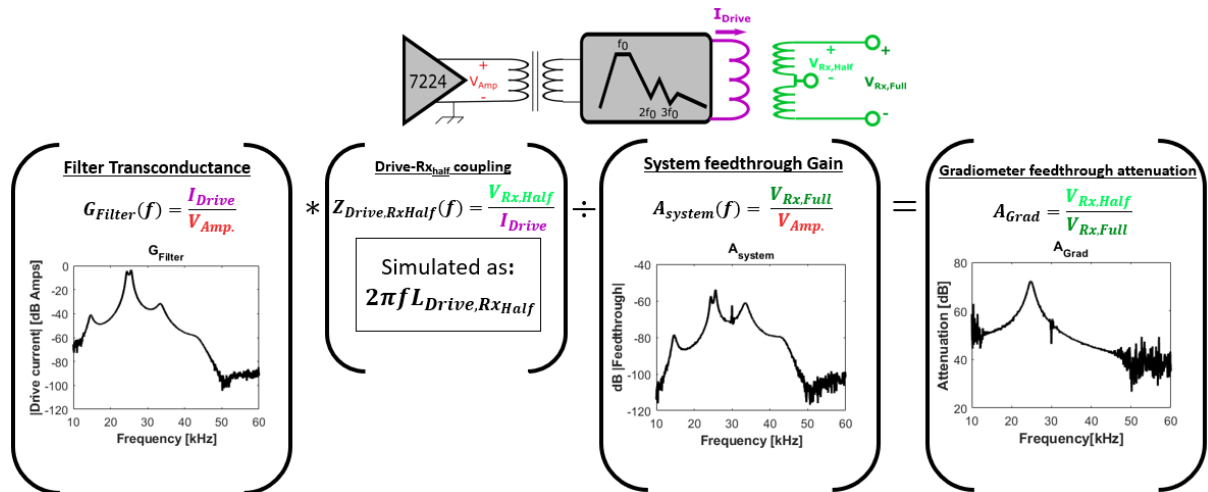 7224
+
V_Amp
-
f₀
2f₀ 3f₀
I_Drive
+
V_Rx,Half
-
+
V_Rx,Full
-
Filter Transconductance
G_Filter(f) = I_Drive / V_Amp.
G_Filter
|Drive current| [dB Amps]
0
-20
-40
-60
-80
-100
-120
10 20 30 40 50 60
Frequency [kHz]
*
Drive-Rx_half coupling
Z_Drive,RxHalf(f) = V_Rx,Half / I_Drive
Simulated as:
2πfL_Drive,Rx_Half
÷
System feedthrough Gain
A_system(f) = V_Rx,Full / V_Amp.
A_system
dB |Feedthrough|
-40
-60
-80
-100
-120
10 20 30 40 50 60
Frequency [kHz]
=
Gradiometer feedthrough attenuation
A_Grad = V_Rx,Half / V_Rx,Full
A_Grad
Attenuation [dB]
80
60
40
20
10 20 30 40 50 60
Frequency[kHz]